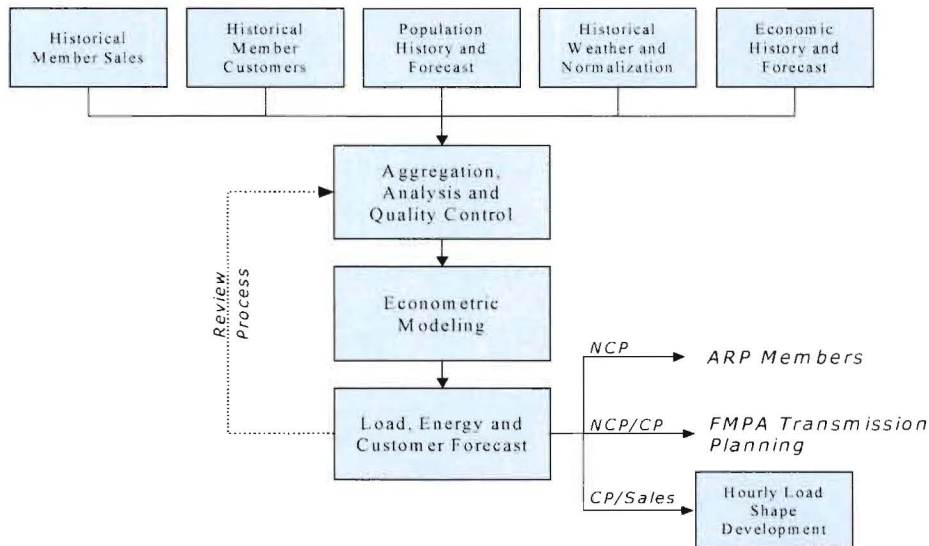 Historical
Member Sales
Historical
Member
Customers
Population
History and
Forecast
Historical
Weather and
Normalization
Economic
History and
Forecast
Aggregation,
Analysis and
Quality Control
Review
Process
Econometric
Modeling
Load, Energy and
Customer Forecast
NCP
ARP Members
NCP/CP
FMPA Transmission
Planning
CP/Sales
Hourly Load
Shape
Development